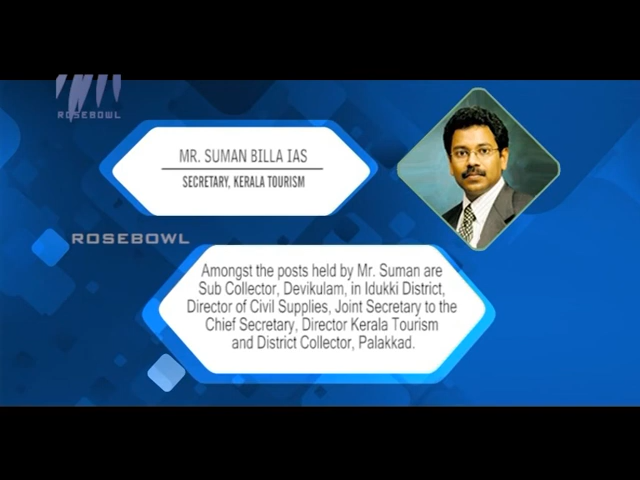 ROSEBOWL
MR. SUMAN BILLA IAS
SECRETARY, KERALA TOURISM
ROSEBOWL
Amongst the posts held by Mr. Suman are
Sub Collector, Devikulam, in Idukki District,
Director of Civil Supplies, Joint Secretary to the
Chief Secretary, Director Kerala Tourism
and District Collector, Palakkad.